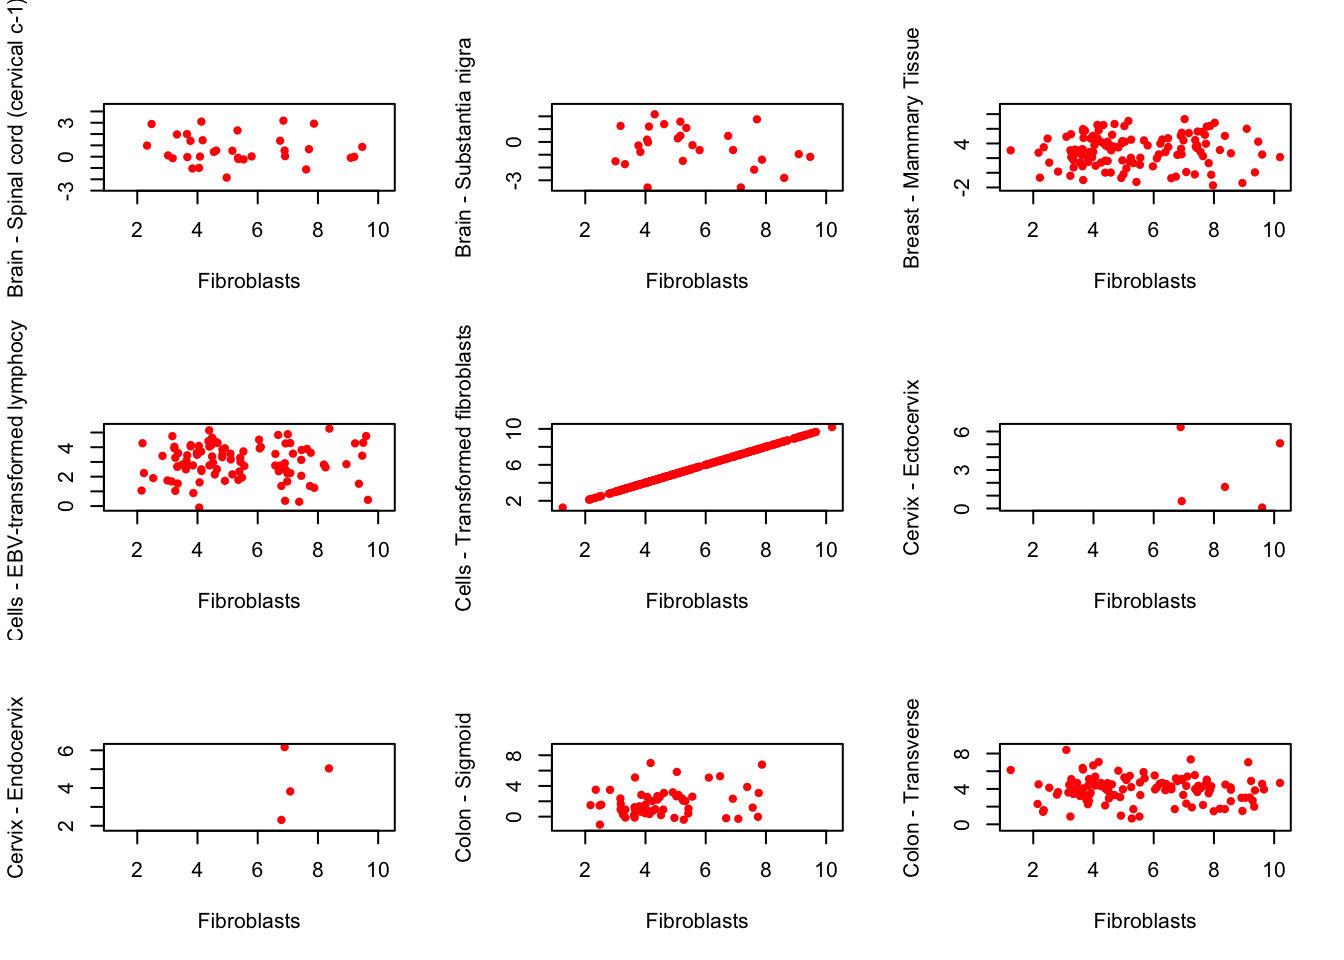 Brain - Spinal cord (cervical c-1)
-3 0 3
2 4 6 8 10
Fibroblasts
Brain - Substantia nigra
-3 0
2 4 6 8 10
Fibroblasts
Breast - Mammary Tissue
-2 4
2 4 6 8 10
Fibroblasts
Cells - EBV-transformed lymphocy
0 2 4
2 4 6 8 10
Fibroblasts
Cells - Transformed fibroblasts
2 6 10
2 4 6 8 10
Fibroblasts
Cervix - Ectocervix
0 3 6
2 4 6 8 10
Fibroblasts
Cervix - Endocervix
2 4 6
2 4 6 8 10
Fibroblasts
Colon - Sigmoid
0 4 8
2 4 6 8 10
Fibroblasts
Colon - Transverse
0 4 8
2 4 6 8 10
Fibroblasts